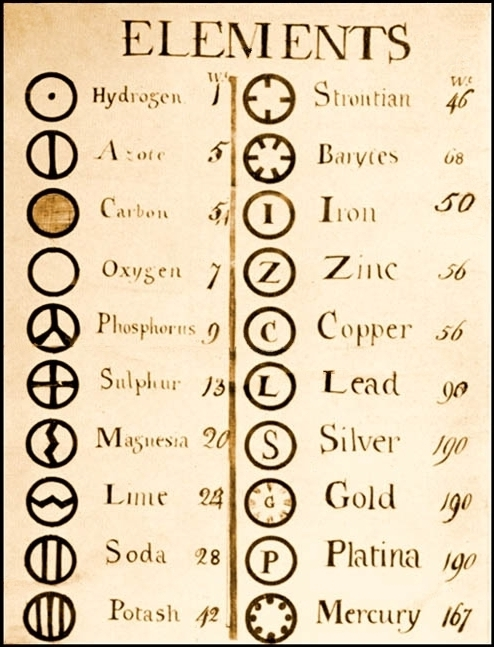 ELEMENTS
Wt
Hydrogen 1
Azote 5
Carbon 5
Oxygen 7
Phosphorus 9
Sulphur 13
Magnesia 20
Lime 24
Soda 28
Potash 42
Wt
Strontian 46
Barytes 68
I Iron 50
Z Zinc 56
C Copper 56
L Lead 90
S Silver 190
G Gold 190
P Platina 190
Mercury 167